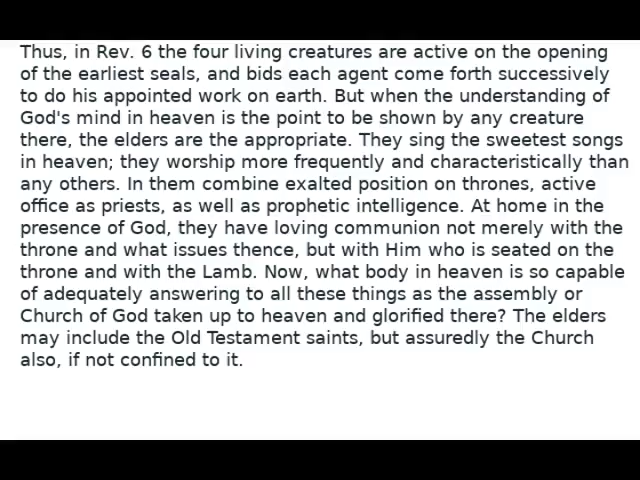 Thus, in Rev. 6 the four living creatures are active on the opening
of the earliest seals, and bids each agent come forth successively
to do his appointed work on earth. But when the understanding of
God's mind in heaven is the point to be shown by any creature
there, the elders are the appropriate. They sing the sweetest songs
in heaven; they worship more frequently and characteristically than
any others. In them combine exalted position on thrones, active
office as priests, as well as prophetic intelligence. At home in the
presence of God, they have loving communion not merely with the
throne and what issues thence, but with Him who is seated on the
throne and with the Lamb. Now, what body in heaven is so capable
of adequately answering to all these things as the assembly or
Church of God taken up to heaven and glorified there? The elders
may include the Old Testament saints, but assuredly the Church
also, if not confined to it.